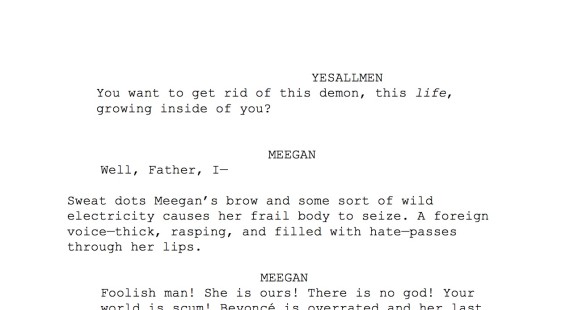 YESALLMEN
You want to get rid of this demon, this life,
growing inside of you?
MEEGAN
Well, Father, I—
Sweat dots Meegan’s brow and some sort of wild
electricity causes her frail body to seize. A foreign
voice—thick, rasping, and filled with hate—passes
through her lips.
MEEGAN
Foolish man! She is ours! There is no god! Your
world is scum! Beyoncé is overrated and her last